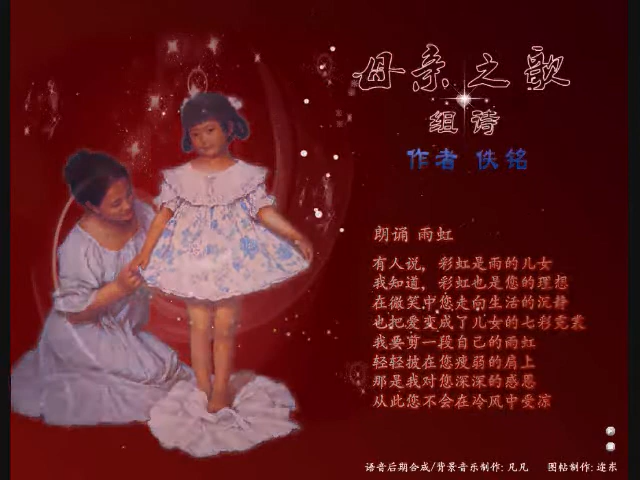 母亲之歌
组诗
作者 佚铭
朗诵 雨虹
有人说，彩虹是雨的儿女
我知道，彩虹也是您的理想
在微笑中您走向生活的沉静
也把爱变成了儿女的七彩霓裳
我要剪一段自己的雨虹
轻轻披在您疲弱的肩上
那是我对您深深的感恩
从此您不会在冷风中受凉
语音后期合成/背景音乐制作: 凡凡 图帖制作: